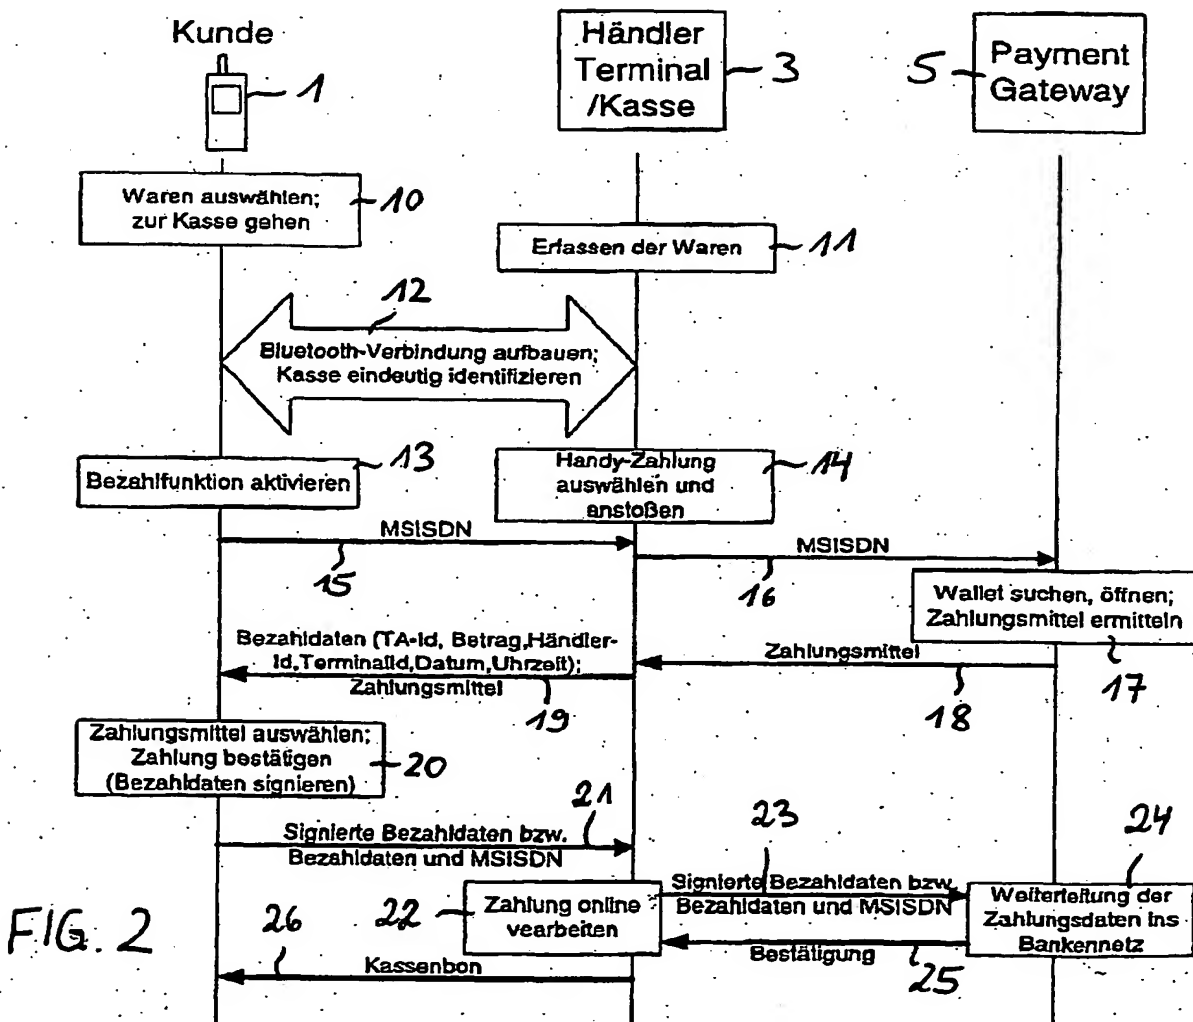 Kunde
1
Händler
Terminal
/Kasse
3
5
Payment
Gateway
Waren auswählen;
zur Kasse gehen
10
Erfassen der Waren
11
12
Bluetooth-Verbindung aufbauen;
Kasse eindeutig identifizieren
Bezahlfunktion aktivieren
13
Handy-Zahlung
auswählen und
anstoßen
14
MSISDN
15
MSISDN
16
Wallet suchen, öffnen;
Zahlungsmittel ermitteln
17
Zahlungsmittel
18
Bezahldaten (TA-Id, Betrag,Händler-
Id,TerminalId,Datum,Uhrzeit);
Zahlungsmittel
19
Zahlungsmittel auswählen;
Zahlung bestätigen
(Bezahldaten signieren)
20
21
Signierte Bezahldaten bzw.
Bezahldaten und MSISDN
22
Zahlung online
vearbeiten
23
Signierte Bezahldaten bzw.
Bezahldaten und MSISDN
24
Weiterleitung der
Zahlungsdaten ins
Bankennetz
Bestätigung
25
26
Kassenbon
FIG. 2